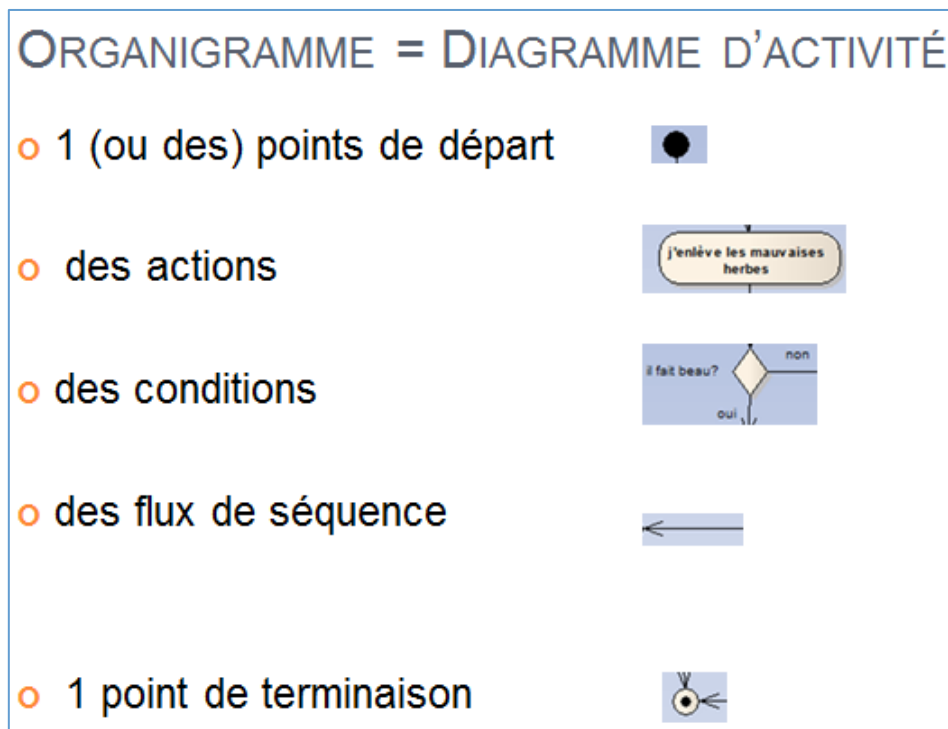 ORGANIGRAMME = DIAGRAMME D'ACTIVITÉ
o 1 (ou des) points de départ
o des actions
j'enlève les mauvaises
herbes
o des conditions
il fait beau?
non
oui
o des flux de séquence
o 1 point de terminaison